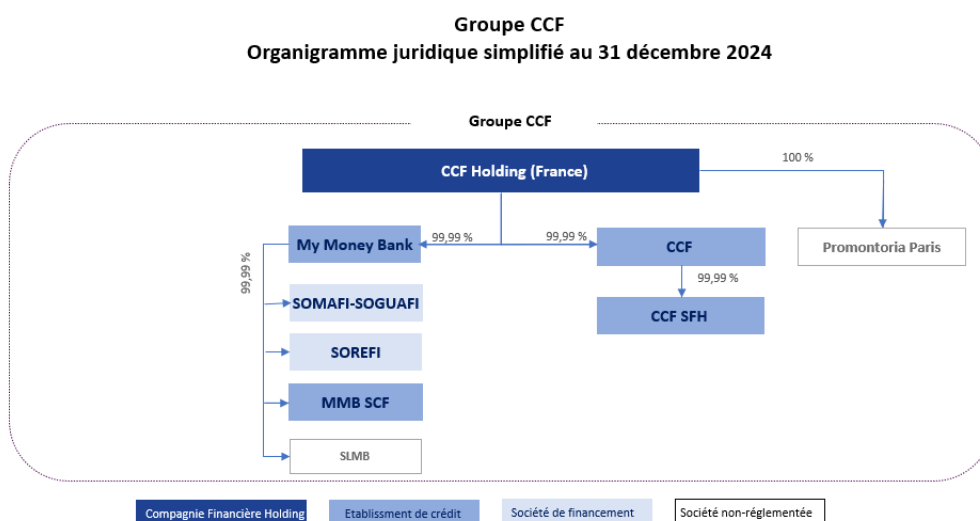 Groupe CCF
Organigramme juridique simplifié au 31 décembre 2024
Groupe CCF
CCF Holding (France)
100 %
My Money Bank
99,99 %
99,99 %
CCF
Promontoria Paris
99,99 %
99,99 %
SOMAFI-SOGUAFI
CCF SFH
SOREFI
MMB SCF
SLMB
Compagnie Financière Holding
Etablissment de crédit
Société de financement
Société non-réglementée